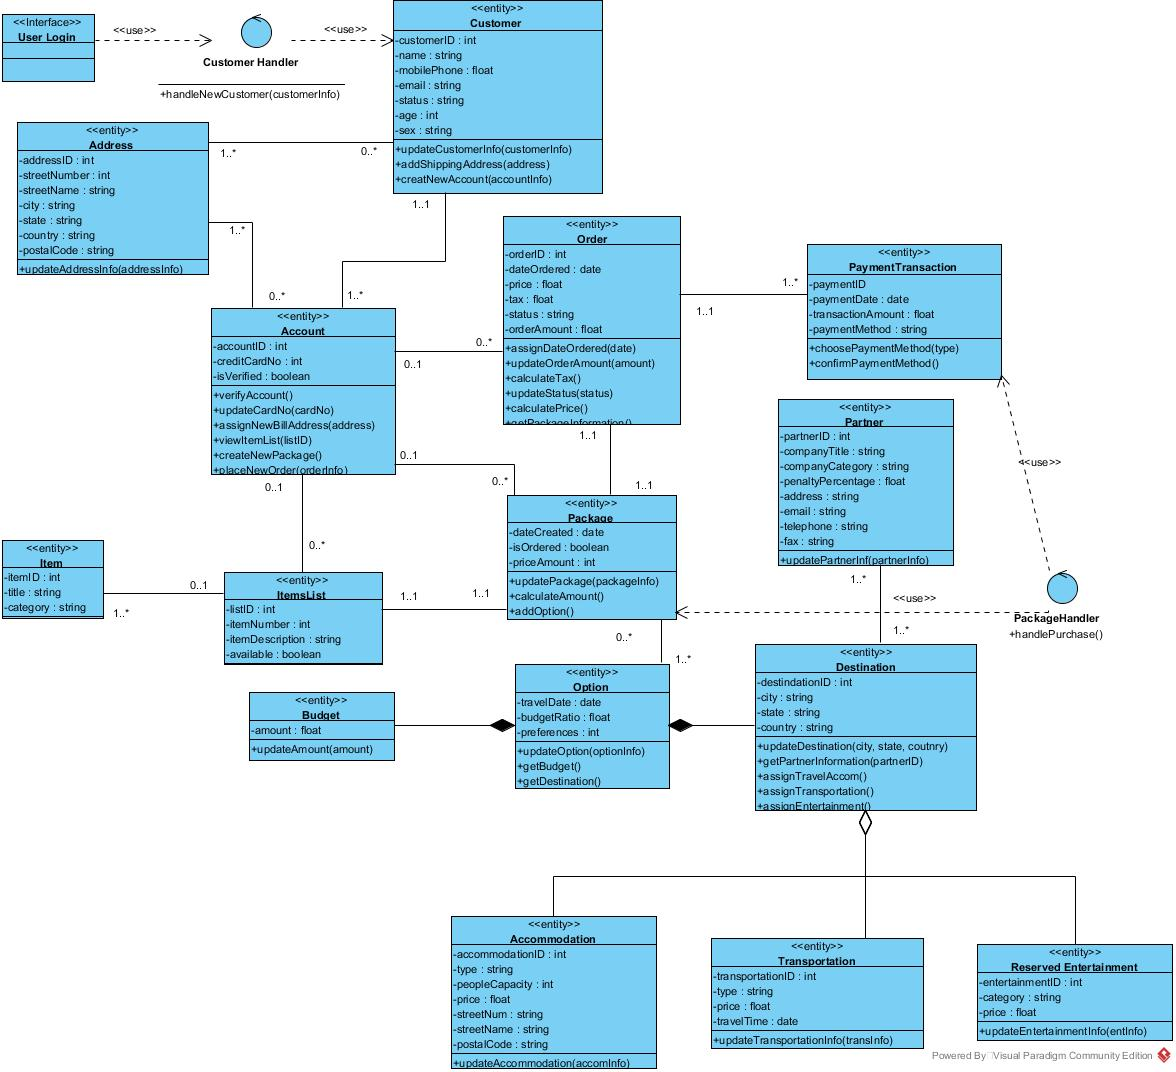 <<Interface>>
User Login
<<use>>
Customer Handler
+handleNewCustomer(customerInfo)
<<use>>
<<entity>>
Customer
-customerID : int
-name : string
-mobilePhone : float
-email : string
-status : string
-age : int
-sex : string
+updateCustomerInfo(customerInfo)
+addShippingAddress(address)
+creatNewAccount(accountInfo)
<<entity>>
Address
-addressID : int
-streetNumber : int
-streetName : string
-city : string
-state : string
-country : string
-postalCode : string
+updateAddressInfo(addressInfo)
1..*
0..*
1..*
0..*
1..1
1..*
<<entity>>
Account
-accountID : int
-creditCardNo : int
-isVerified : boolean
+verifyAccount()
+updateCardNo(cardNo)
+assignNewBillAddress(address)
+viewItemList(listID)
+createNewPackage()
+placeNewOrder(orderInfo)
0..*
0..1
<<entity>>
Order
-orderID : int
-dateOrdered : date
-price : float
-tax : float
-status : string
-orderAmount : float
+assignDateOrdered(date)
+updateOrderAmount(amount)
+calculateTax()
+updateStatus(status)
+calculatePrice()
+getPackageInformation()
1..*
1..1
<<entity>>
PaymentTransaction
-paymentID
-paymentDate : date
-transactionAmount : float
-paymentMethod : string
+choosePaymentMethod(type)
+confirmPaymentMethod()
<<entity>>
Partner
-partnerID : int
-companyTitle : string
-companyCategory : string
-penaltyPercentage : float
-address : string
-email : string
-telephone : string
-fax : string
+updatePartnerInf(partnerInfo)
<<use>>
PackageHandler
+handlePurchase()
<<use>>
1..*
1..*
0..1
0..*
1..1
1..1
<<entity>>
Package
-dateCreated : date
-isOrdered : boolean
-priceAmount : int
+updatePackage(packageInfo)
+calculateAmount()
+addOption()
0..1
0..*
<<entity>>
Item
-itemID : int
-title : string
-category : string
0..1
1..*
<<entity>>
ItemsList
-listID : int
-itemNumber : int
-itemDescription : string
-available : boolean
1..1
1..1
0..*
1..*
<<entity>>
Budget
-amount : float
+updateAmount(amount)
<<entity>>
Option
-travelDate : date
-budgetRatio : float
-preferences : int
+updateOption(optionInfo)
+getBudget()
+getDestination()
<<entity>>
Destination
-destindationID : int
-city : string
-state : string
-country : string
+updateDestination(city, state, coutnry)
+getPartnerInformation(partnerID)
+assignTravelAccom()
+assignTransportation()
+assignEntertainment()
<<entity>>
Accommodation
-accommodationID : int
-type : string
-peopleCapacity : int
-price : float
-streetNum : string
-streetName : string
-postalCode : string
+updateAccommodation(accomInfo)
<<entity>>
Transportation
-transportationID : int
-type : string
-price : float
-travelTime : date
+updateTransportationInfo(transInfo)
<<entity>>
Reserved Entertainment
-entertainmentID : int
-category : string
-price : float
+updateEntertainmentInfo(entInfo)
Powered By Visual Paradigm Community Edition